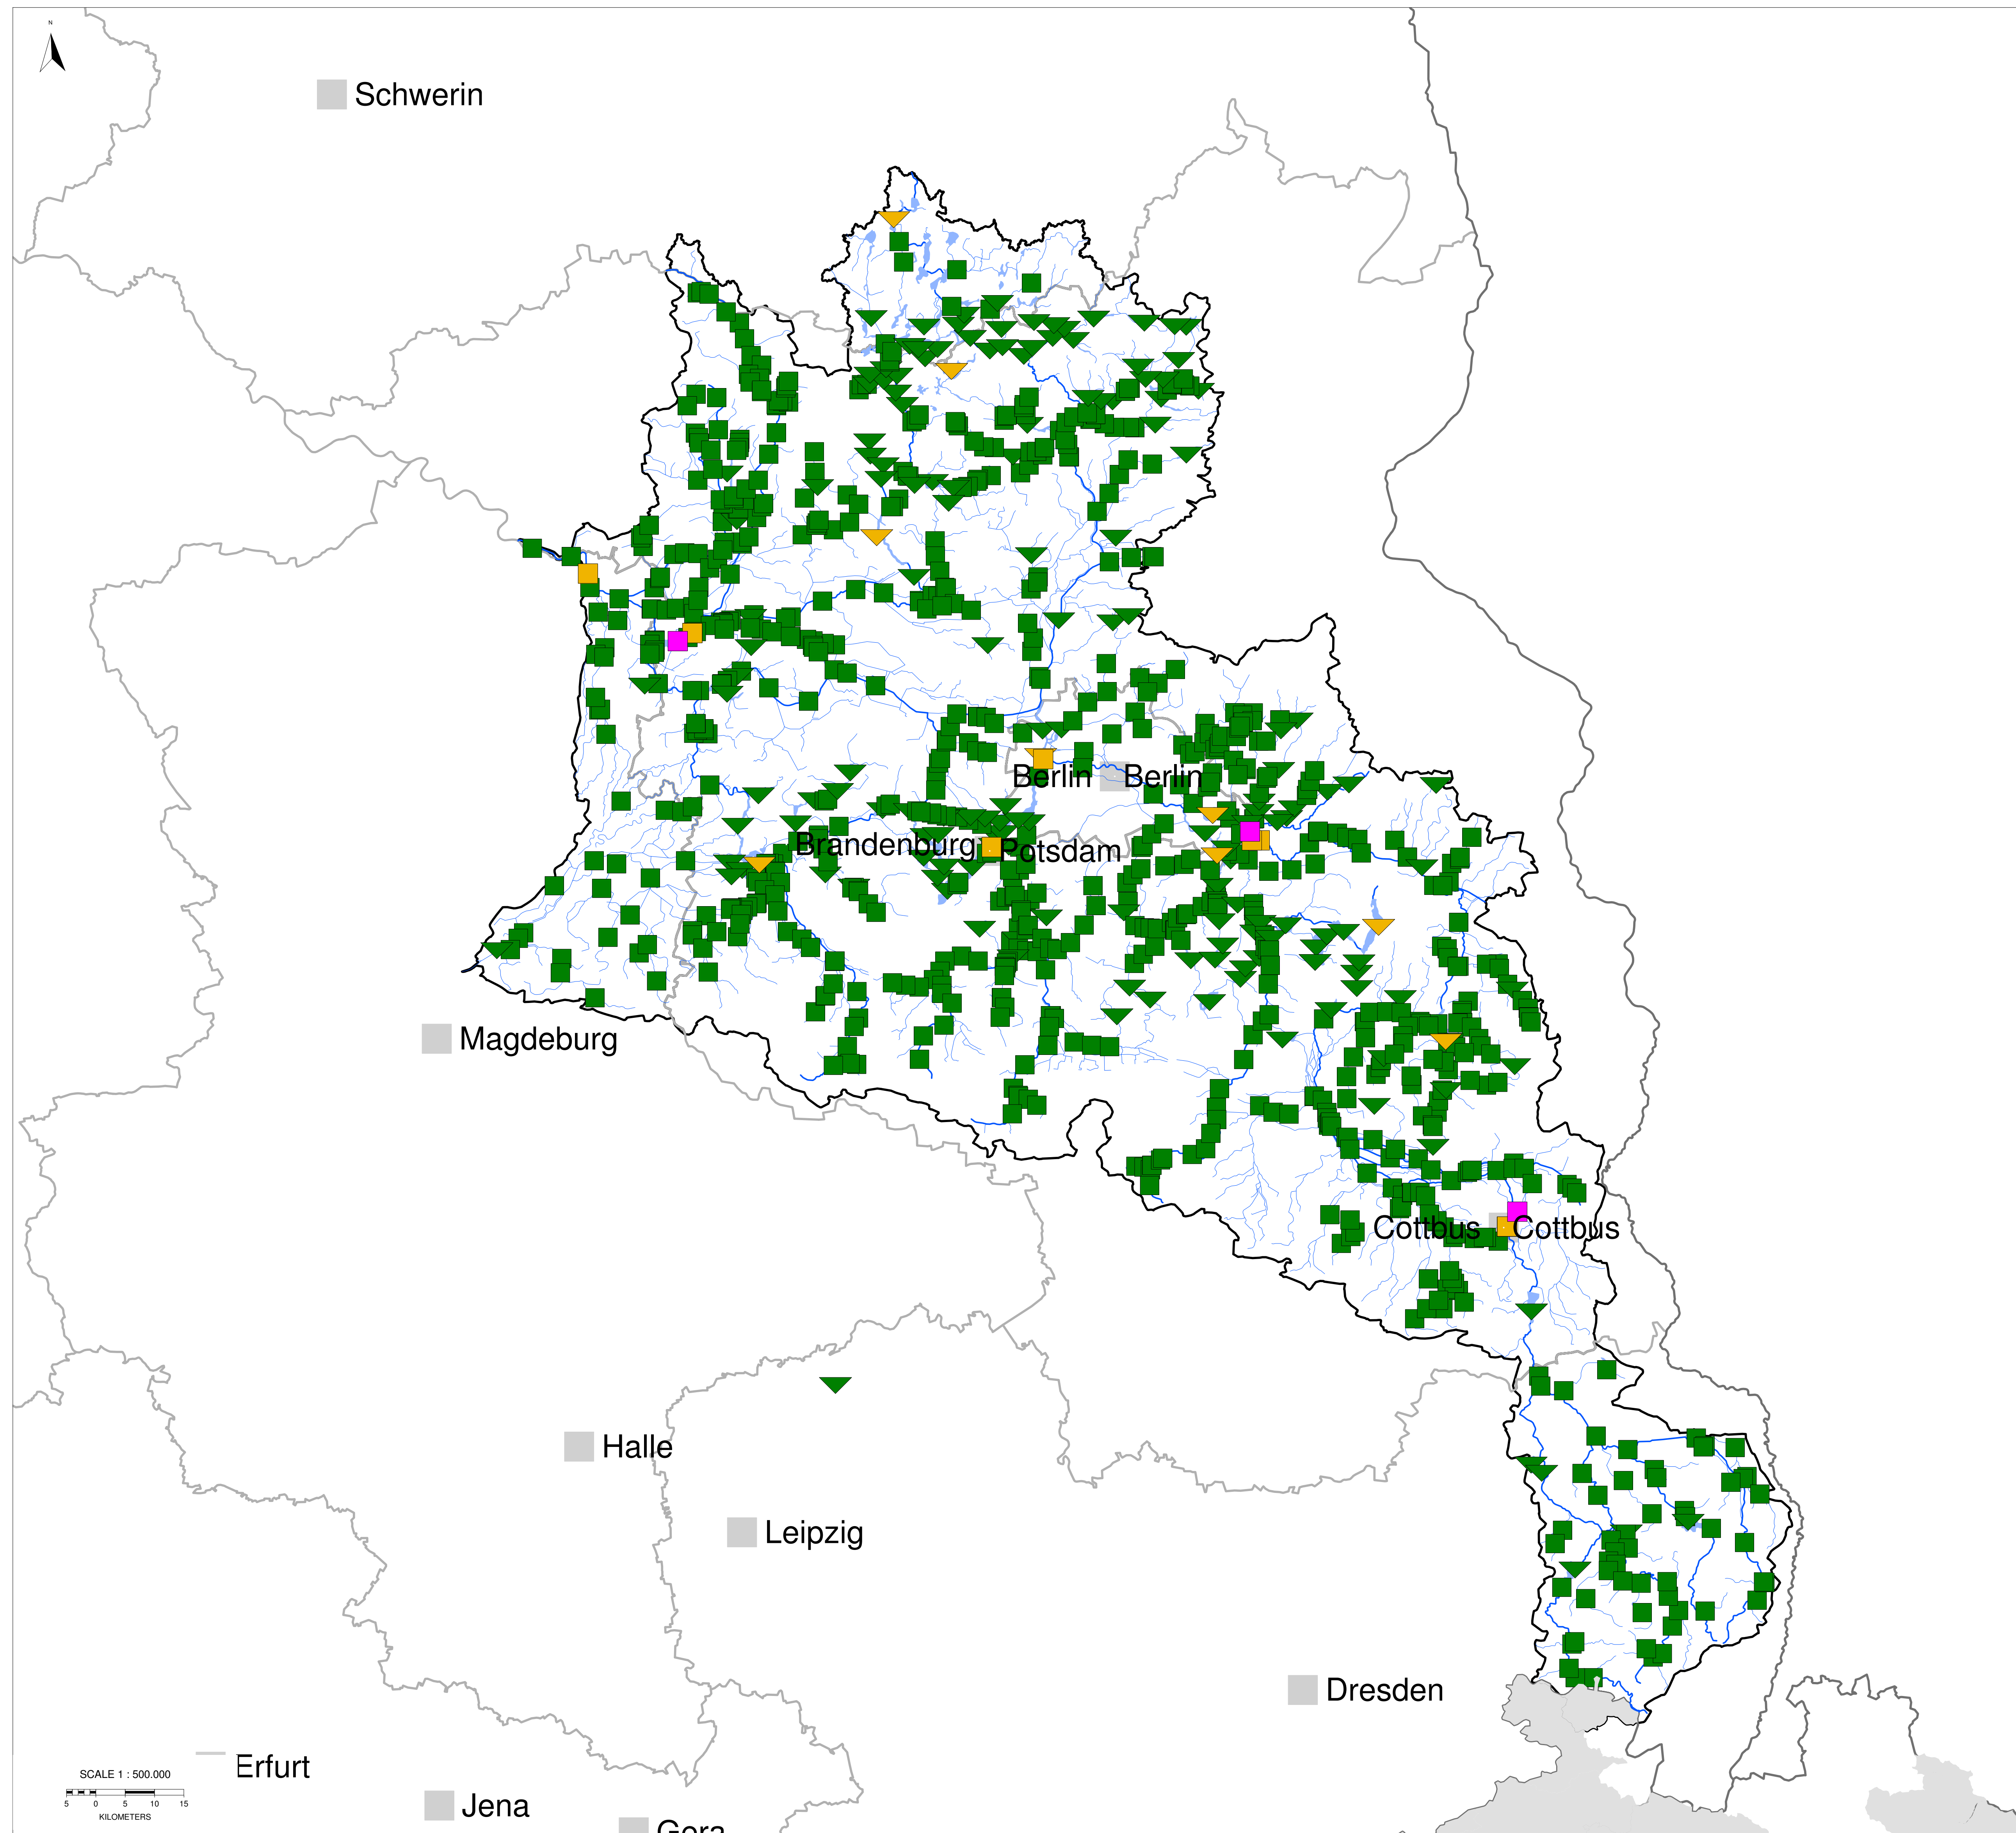 N
Schwerin
Berlin
Berlin
Brandenburg
Potsdam
Magdeburg
Cottbus
Cottbus
Halle
Leipzig
Dresden
Erfurt
SCALE 1 : 500.000
5 0 5 10 15
KILOMETERS
Jena
Gera